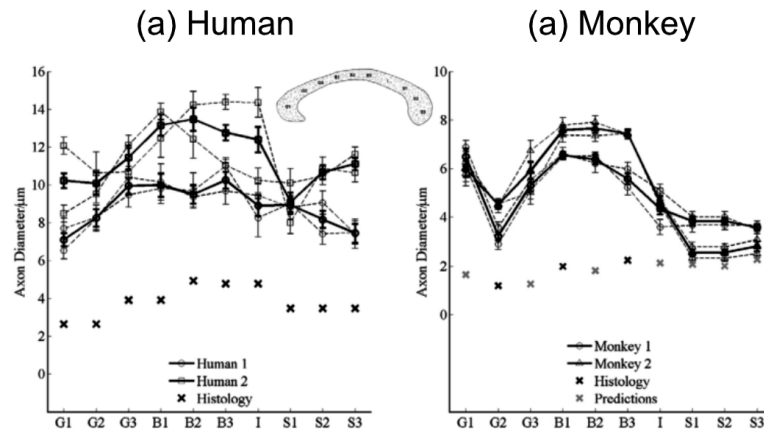 (a) Human
(a) Monkey
16
14
12
10
8
6
4
2
0
Axon Diameter/μm
Human 1
Human 2
Histology
G1 G2 G3 B1 B2 B3 I S1 S2 S3
10
8
6
4
2
0
Axon Diameter/μm
Monkey 1
Monkey 2
Histology
Predictions
G1 G2 G3 B1 B2 B3 I S1 S2 S3